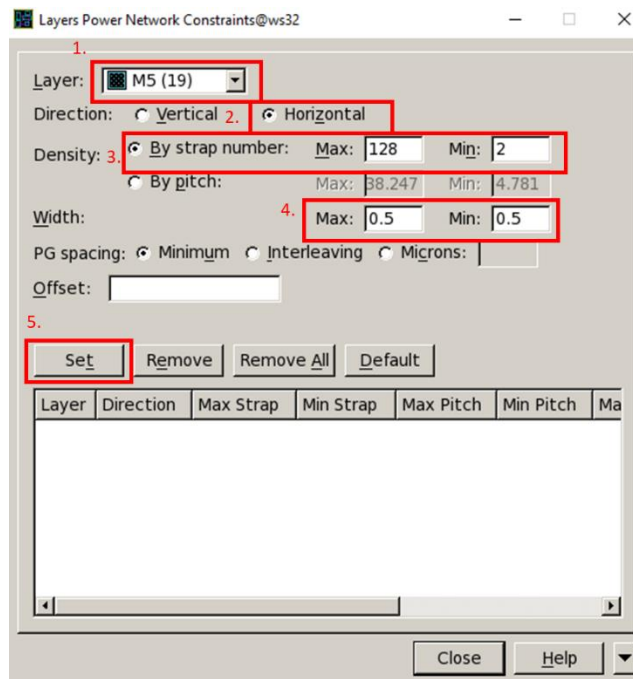 Layers Power Network Constraints@ws32
1.
Layer: M5 (19)
Direction: Vertical 2. Horizontal
Density: 3. By strap number: Max: 128 Min: 2
By pitch: Max: 38.247 Min: 4.781
Width: 4. Max: 0.5 Min: 0.5
PG spacing: Minimum Interleaving Microns:
Offset:
5.
Set Remove Remove All Default
Layer Direction Max Strap Min Strap Max Pitch Min Pitch Ma
Close Help